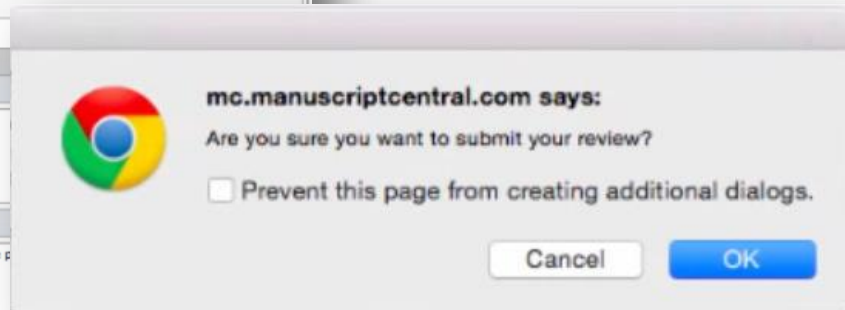 mc.manuscriptcentral.com says:
Are you sure you want to submit your review?
Prevent this page from creating additional dialogs.
Cancel
OK